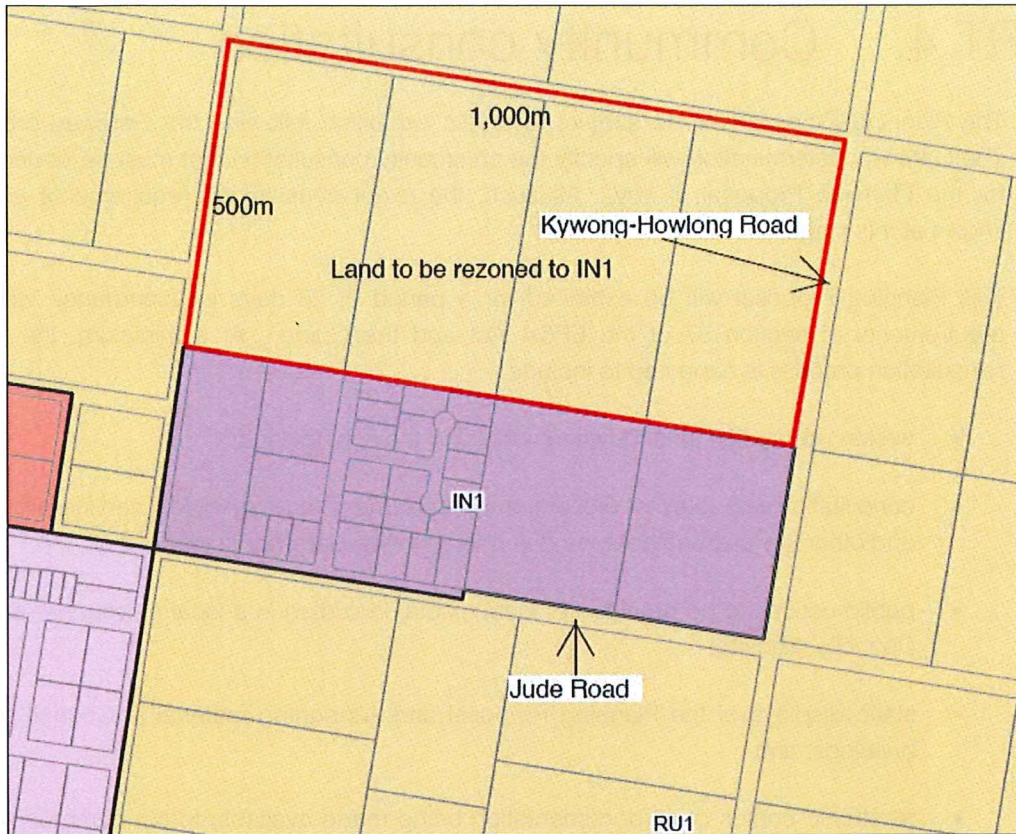 1,000m
500m
Kywong-Howlong Road
Land to be rezoned to IN1
IN1
Jude Road
RU1